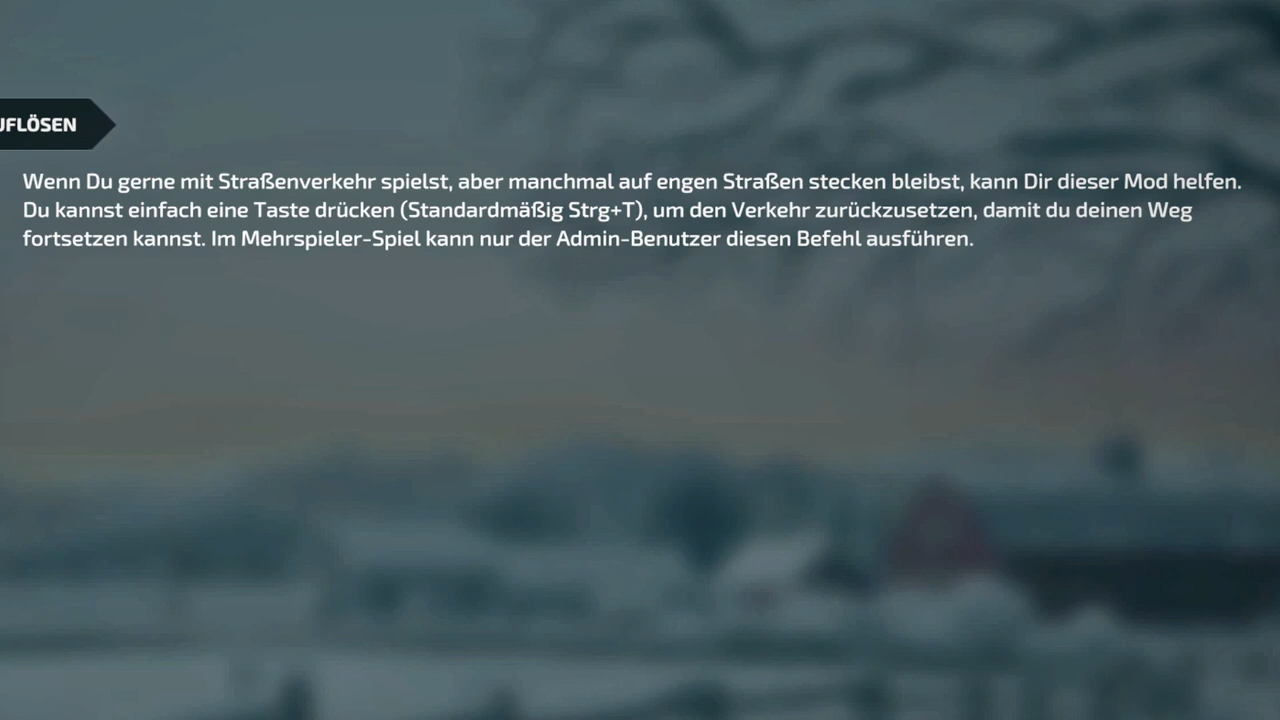 UFLÖSEN
Wenn Du gerne mit Straßenverkehr spielst, aber manchmal auf engen Straßen stecken bleibst, kann Dir dieser Mod helfen.
Du kannst einfach eine Taste drücken (Standardmäßig Strg+T), um den Verkehr zurückzusetzen, damit du deinen Weg
fortsetzen kannst. Im Mehrspieler-Spiel kann nur der Admin-Benutzer diesen Befehl ausführen.